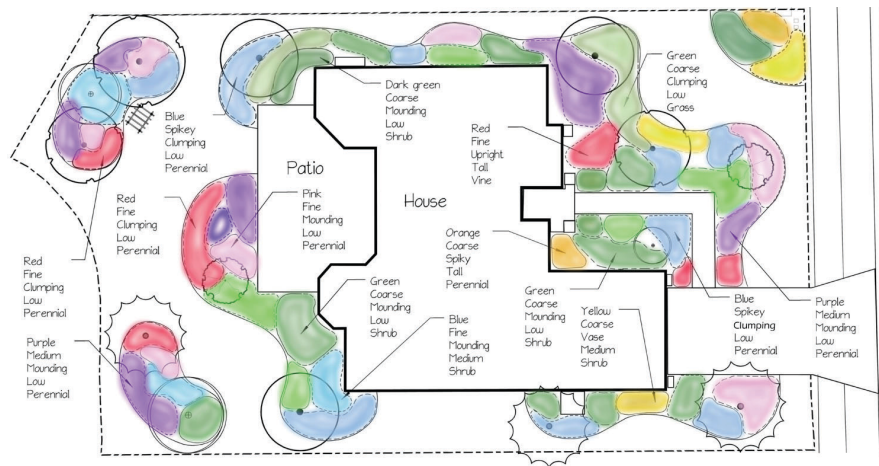 Green
Coarse
Clumping
Low
Grass
Dark green
Coarse
Mounding
Low
Shrub
Blue
Spikey
Clumping
Low
Perennial
Red
Fine
Upright
Tall
Vine
Patio
House
Pink
Fine
Mounding
Low
Perennial
Red
Fine
Clumping
Low
Perennial
Orange
Coarse
Spiky
Tall
Perennial
Red
Fine
Clumping
Low
Perennial
Green
Coarse
Mounding
Low
Shrub
Green
Coarse
Mounding
Low
Shrub
Blue
Spikey
Clumping
Low
Perennial
Purple
Medium
Mounding
Low
Perennial
Yellow
Coarse
Vase
Medium
Shrub
Blue
Fine
Mounding
Medium
Shrub
Purple
Medium
Mounding
Low
Perennial